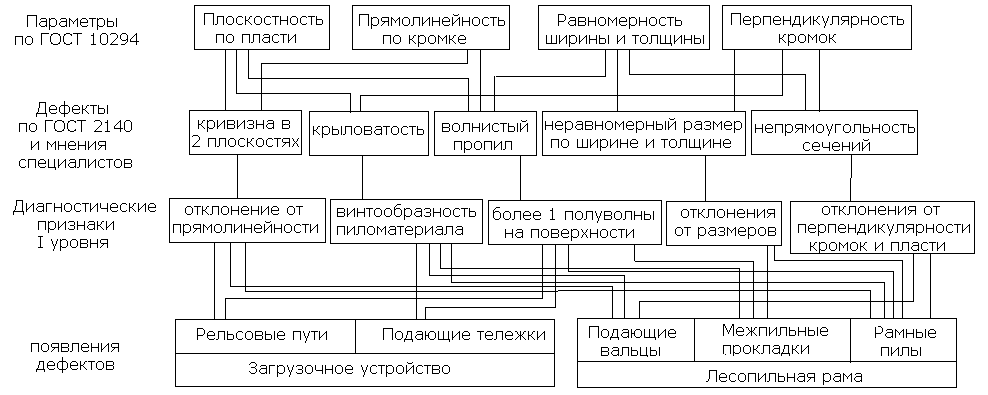 Параметры
по ГОСТ 10294
Плоскостность
по пласти
Прямолинейность
по кромке
Равномерность
ширины и толщины
Перпендикулярность
кромок
Дефекты
по ГОСТ 2140
и мнения
специалистов
кривизна в
2 плоскостях
крыловатость
волнистый
пропил
неравномерный размер
по ширине и толщине
непрямоугольность
сечений
Диагностические
признаки
I уровня
отклонение от
прямолинейности
винтообразность
пиломатериала
более 1 полуволны
на поверхности
отклонения
от размеров
отклонения от
перпендикулярности
кромок и пласти
появления
дефектов
Рельсовые пути
Подающие тележки
Загрузочное устройство
Подающие
вальцы
Межпильные
прокладки
Рамные
пилы
Лесопильная рама